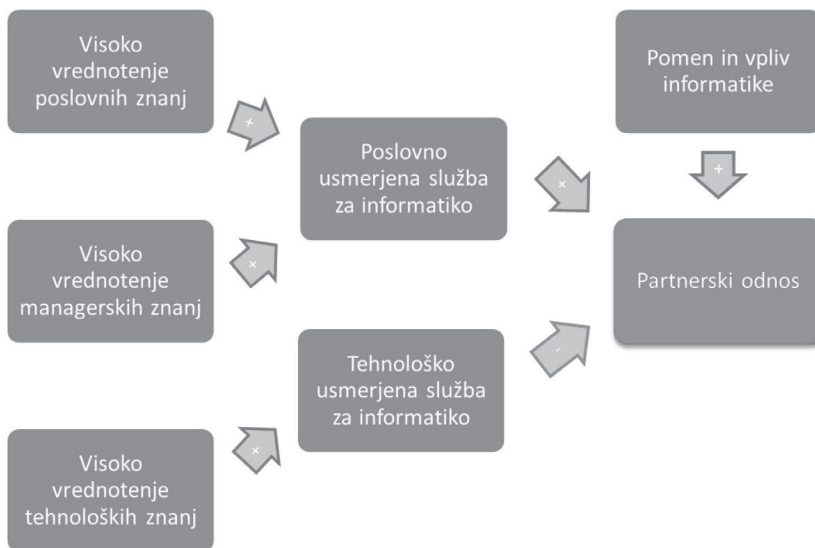 Visoko
vrednotenje
poslovnih znanj
+
Visoko
vrednotenje
managerskih znanj
+
Visoko
vrednotenje
tehnoloških znanj
+
Poslovno
usmerjena služba
za informatiko
+
Tehnološko
usmerjena služba
za informatiko
-
Pomen in vpliv
informatike
+
Partnerski odnos